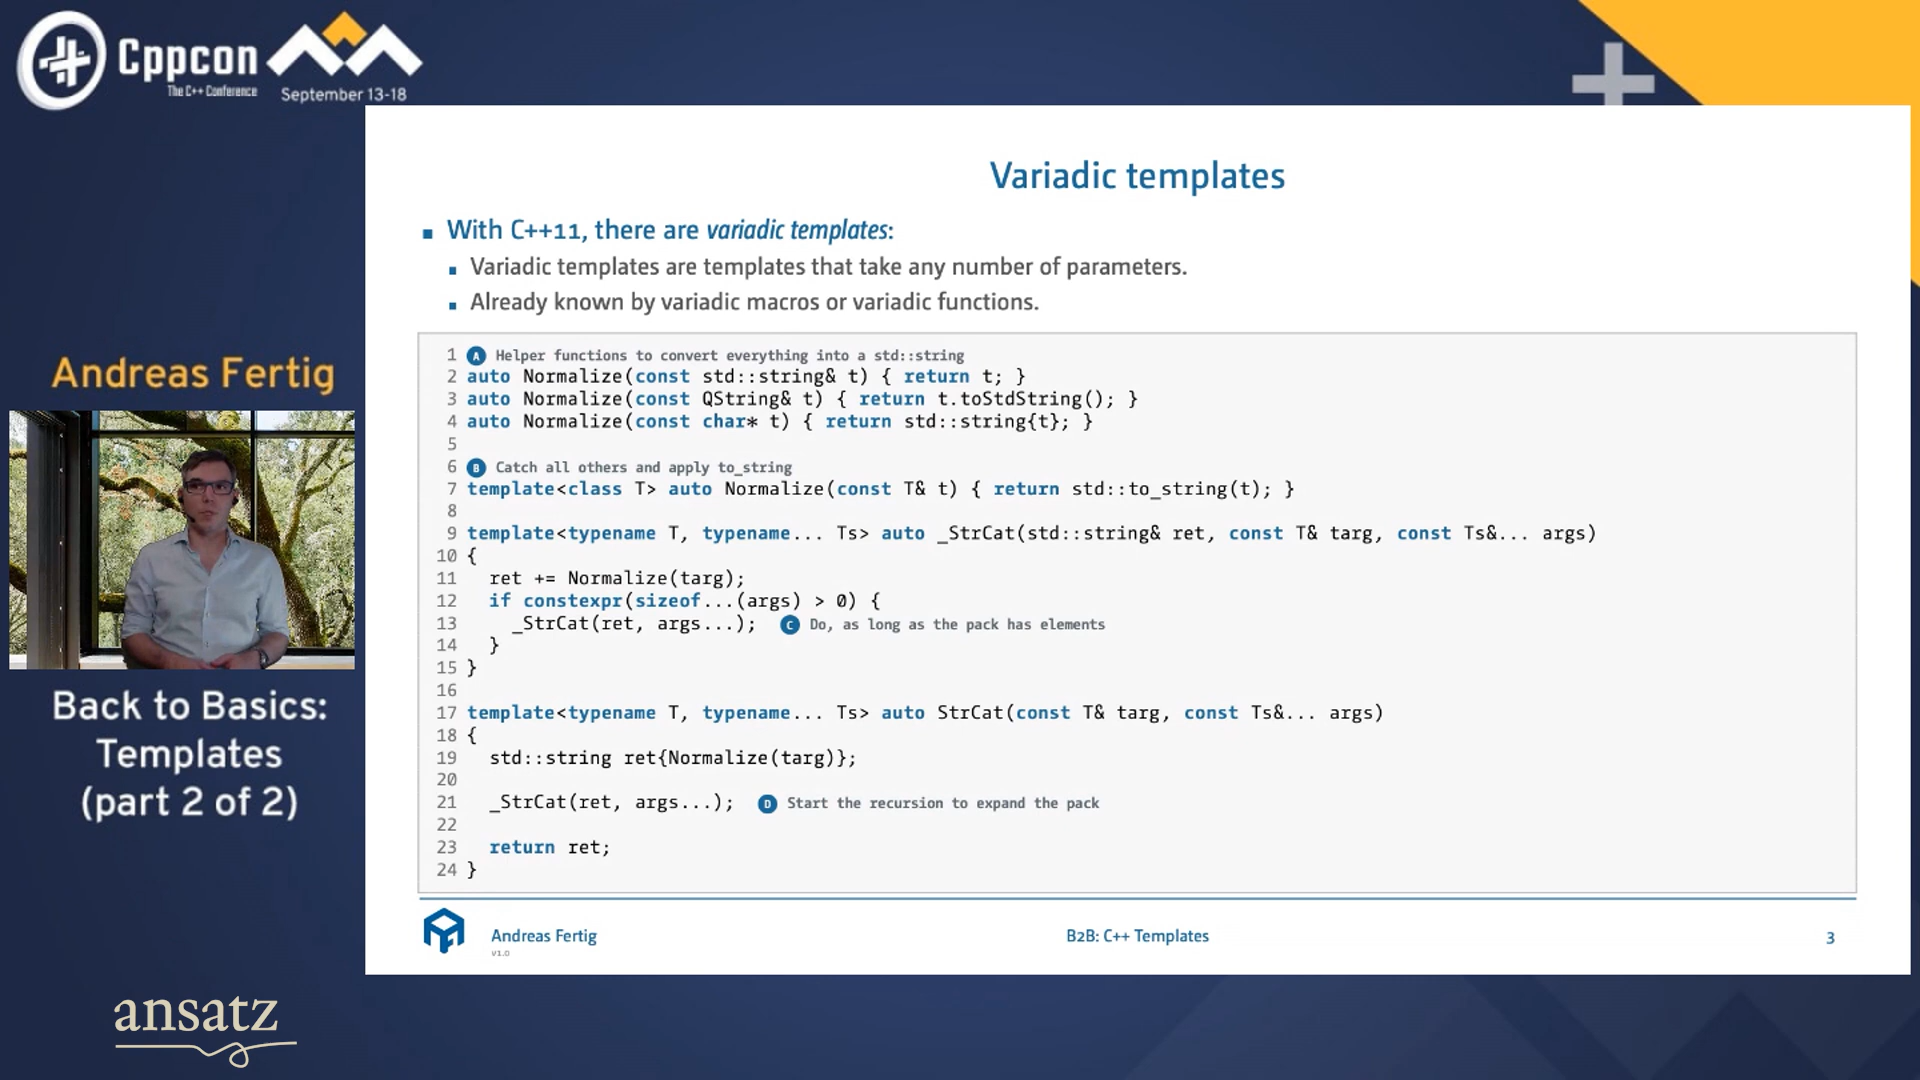 Cppcon
The C++ Conference
September 13-18
Andreas Fertig
Back to Basics:
Templates
(part 2 of 2)
ansatz
Variadic templates
With C++11, there are variadic templates:
Variadic templates are templates that take any number of parameters.
Already known by variadic macros or variadic functions.
1 A Helper functions to convert everything into a std::string
2 auto Normalize(const std::string& t) { return t; }
3 auto Normalize(const QString& t) { return t.toStdString(); }
4 auto Normalize(const char* t) { return std::string{t}; }
5
6 B Catch all others and apply to_string
7 template<class T> auto Normalize(const T& t) { return std::to_string(t); }
8
9 template<typename T, typename... Ts> auto _StrCat(std::string& ret, const T& targ, const Ts&... args)
10 {
11 ret += Normalize(targ);
12 if constexpr(sizeof...(args) > 0) {
13 _StrCat(ret, args...); C Do, as long as the pack has elements
14 }
15 }
16
17 template<typename T, typename... Ts> auto StrCat(const T& targ, const Ts&... args)
18 {
19 std::string ret{Normalize(targ)};
20
21 _StrCat(ret, args...); D Start the recursion to expand the pack
22
23 return ret;
24 }
Andreas Fertig
v1.0
B2B: C++ Templates
3